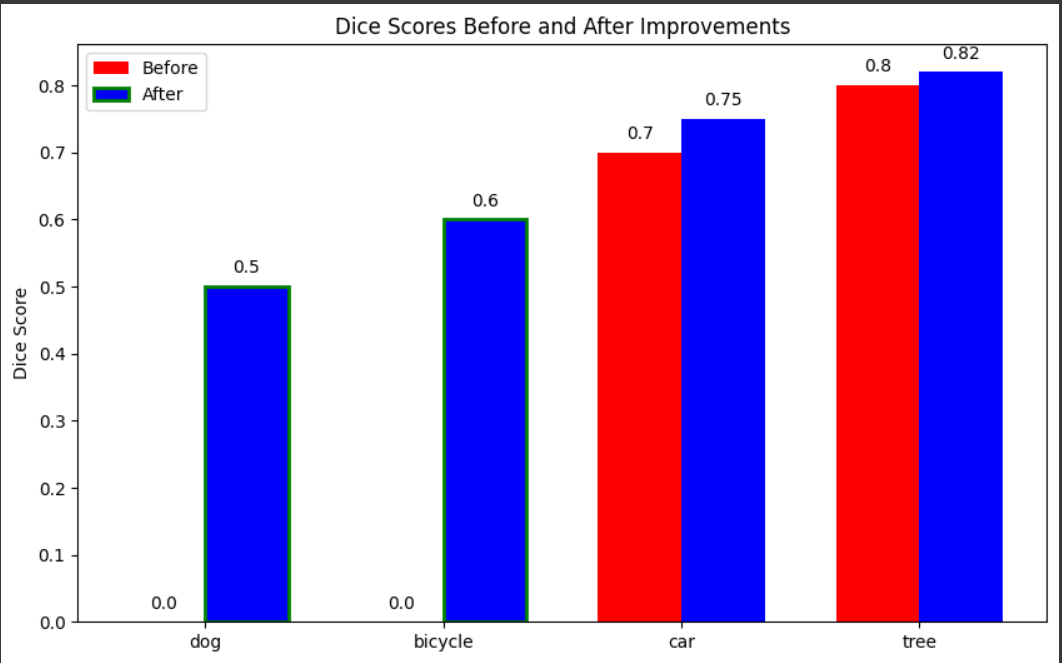 Dice Scores Before and After Improvements
Before
After
Dice Score
0.8
0.7
0.6
0.5
0.4
0.3
0.2
0.1
0.0
0.0
0.5
0.0
0.6
0.7
0.75
0.8
0.82
dog
bicycle
car
tree